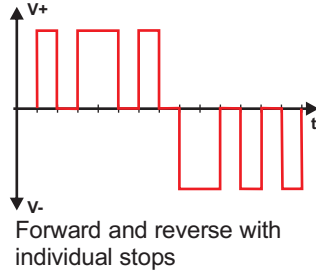 V+
t
V-
Forward and reverse with
individual stops